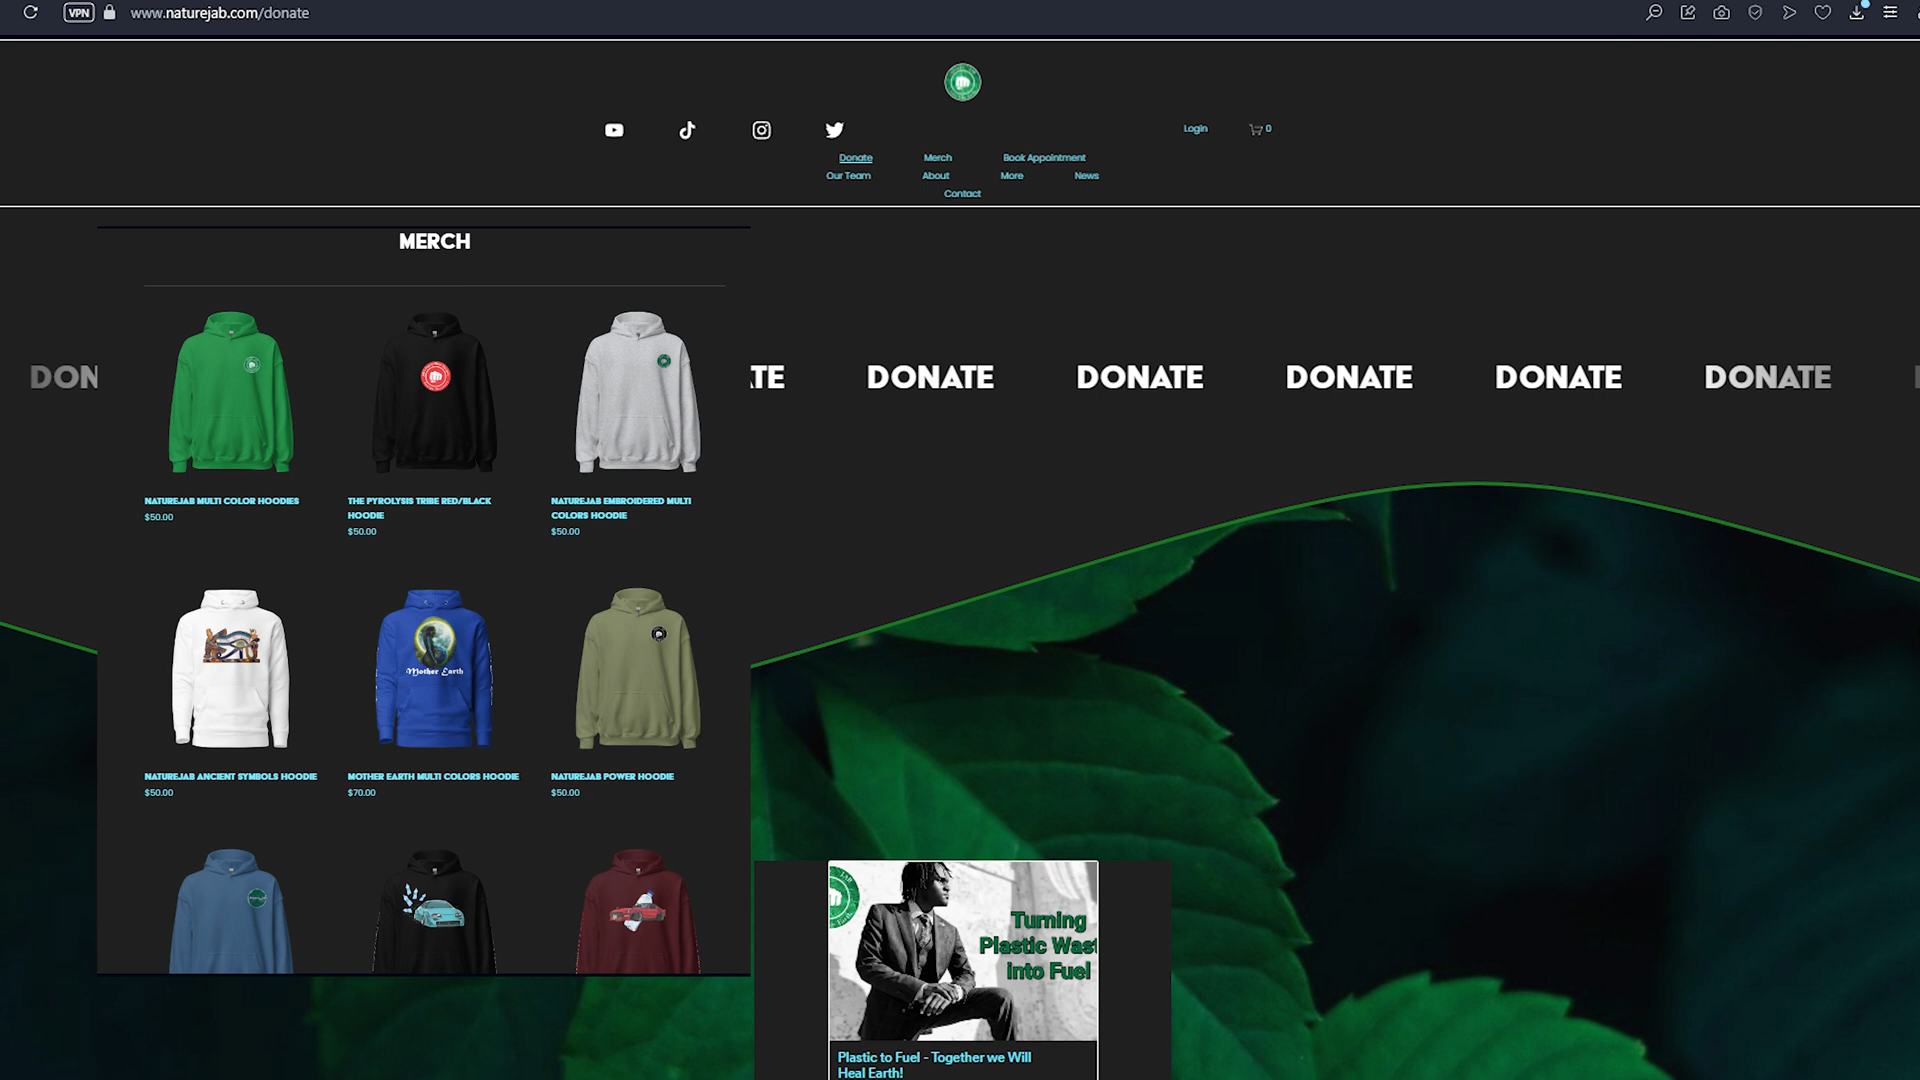 VPN
www.naturejab.com/donate
Login
0
Donate
Merch
Book Appointment
Our Team
About
More
News
Contact
MERCH
DON
TE
DONATE
DONATE
DONATE
DONATE
DONATE
NATUREJAB MULTI COLOR HOODIES
$50.00
THE PYROLYSIS TRIBE RED/BLACK
HOODIE
$50.00
NATUREJAB EMBROIDERED MULTI
COLORS HOODIE
$50.00
Mother Earth
NATUREJAB ANCIENT SYMBOLS HOODIE
$50.00
MOTHER EARTH MULTI COLORS HOODIE
$70.00
NATUREJAB POWER HOODIE
$50.00
Turning
Plastic Wast
into Fuel
Plastic to Fuel - Together we Will
Heal Earth!